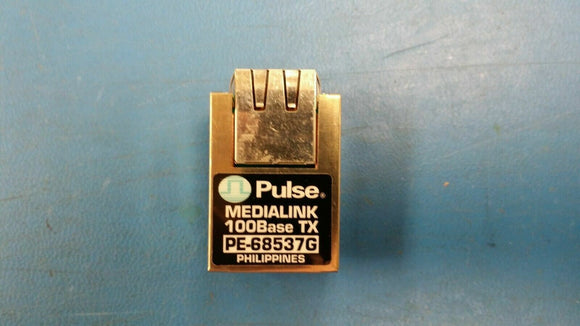 Pulse®
MEDIALINK
100Base TX
PE-68537G
PHILIPPINES